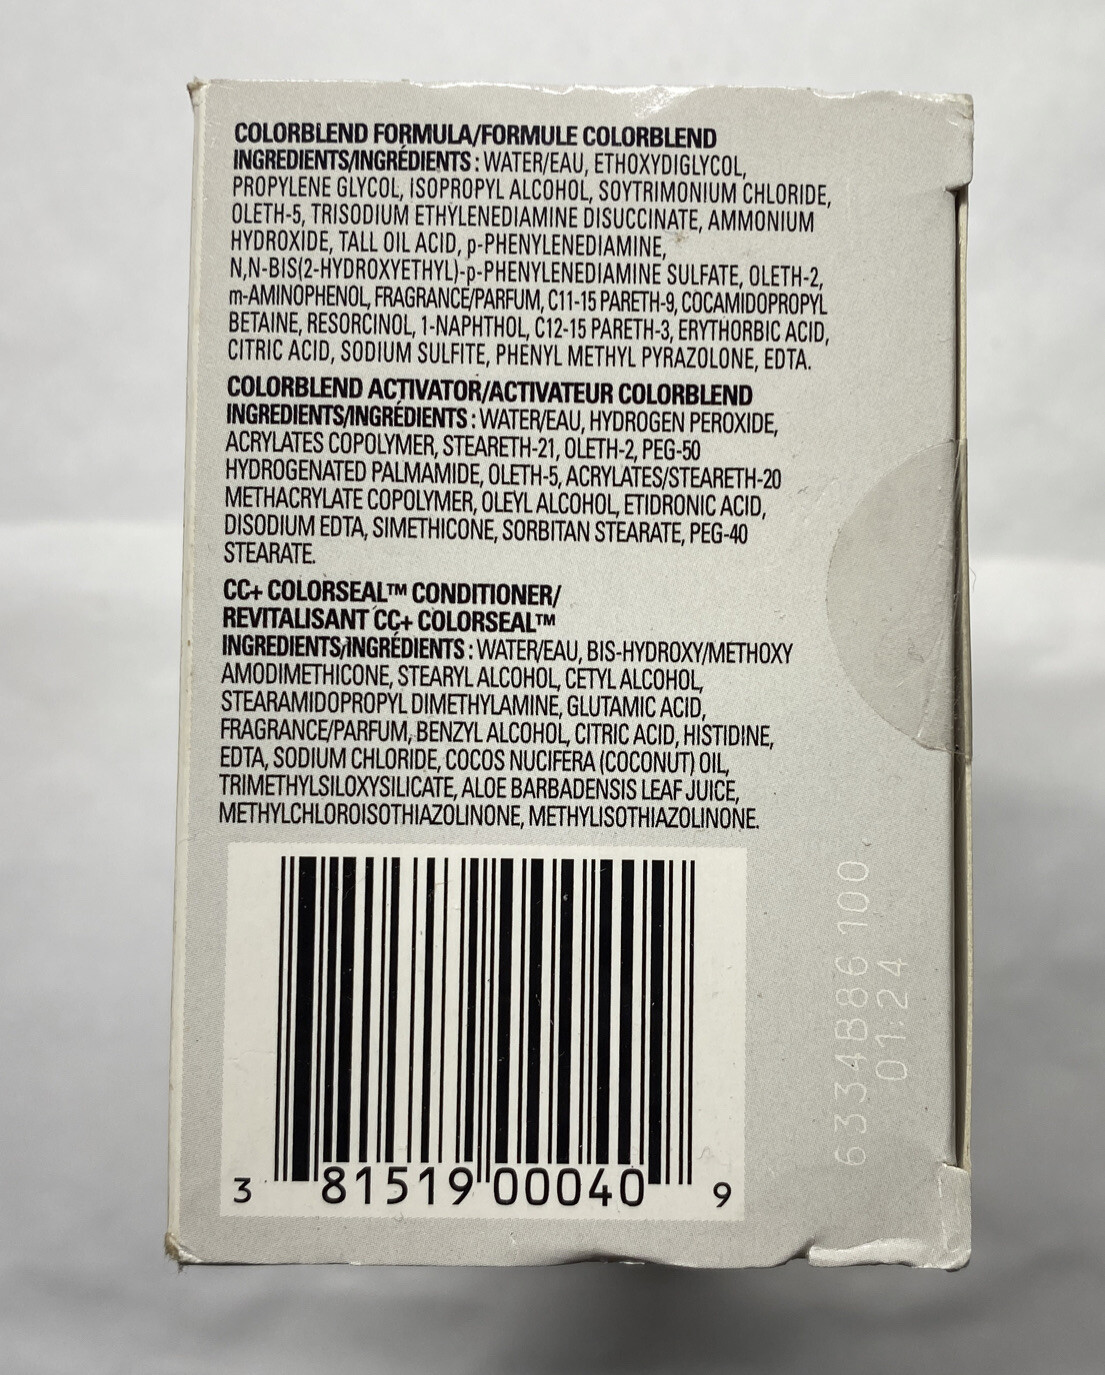 COLORBLEND FORMULA/FORMULE COLORBLEND
INGREDIENTS/INGRÉDIENTS : WATER/EAU, ETHOXYDIGLYCOL,
PROPYLENE GLYCOL, ISOPROPYL ALCOHOL, SOYTRIMONIUM CHLORIDE,
OLETH-5, TRISODIUM ETHYLENEDIAMINE DISUCCINATE, AMMONIUM
HYDROXIDE, TALL OIL ACID, p-PHENYLENEDIAMINE,
N,N-BIS(2-HYDROXYETHYL)-p-PHENYLENEDIAMINE SULFATE, OLETH-2,
m-AMINOPHENOL, FRAGRANCE/PARFUM, C11-15 PARETH-9, COCAMIDOPROPYL
BETAINE, RESORCINOL, 1-NAPHTHOL, C12-15 PARETH-3, ERYTHORBIC ACID,
CITRIC ACID, SODIUM SULFITE, PHENYL METHYL PYRAZOLONE, EDTA.
COLORBLEND ACTIVATOR/ACTIVATEUR COLORBLEND
INGREDIENTS/INGRÉDIENTS : WATER/EAU, HYDROGEN PEROXIDE,
ACRYLATES COPOLYMER, STEARETH-21, OLETH-2, PEG-50
HYDROGENATED PALMAMIDE, OLETH-5, ACRYLATES/STEARETH-20
METHACRYLATE COPOLYMER, OLEYL ALCOHOL, ETIDRONIC ACID,
DISODIUM EDTA, SIMETHICONE, SORBITAN STEARATE, PEG-40
STEARATE.
CC+ COLORSEAL™ CONDITIONER/
REVITALISANT CC+ COLORSEAL™
INGREDIENTS/INGRÉDIENTS : WATER/EAU, BIS-HYDROXY/METHOXY
AMODIMETHICONE, STEARYL ALCOHOL, CETYL ALCOHOL,
STEARAMIDOPROPYL DIMETHYLAMINE, GLUTAMIC ACID,
FRAGRANCE/PARFUM, BENZYL ALCOHOL, CITRIC ACID, HISTIDINE,
EDTA, SODIUM CHLORIDE, COCOS NUCIFERA (COCONUT) OIL,
TRIMETHYLSILOXYSILICATE, ALOE BARBADENSIS LEAF JUICE,
METHYLCHLOROISOTHIAZOLINONE, METHYLISOTHIAZOLINONE.
3 81519 00040 9
6334B86 100
01:24